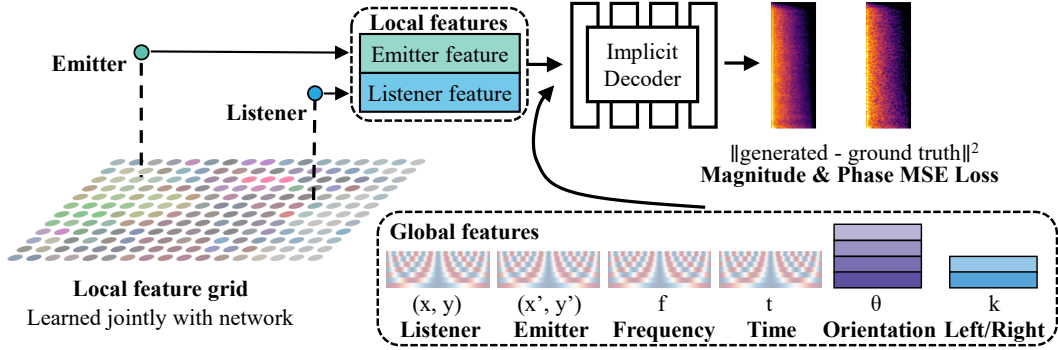 Local features
Emitter
Emitter feature
Listener feature
Listener
Implicit
Decoder
||generated - ground truth||²
Magnitude & Phase MSE Loss
Local feature grid
Learned jointly with network
Global features
(x, y) (x', y') f t θ k
Listener Emitter Frequency Time Orientation Left/Right